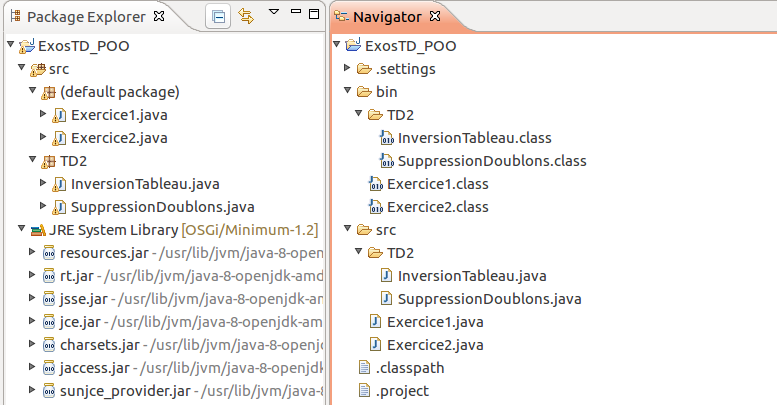 Package Explorer
ExosTD_POO
src
(default package)
Exercice1.java
Exercice2.java
TD2
InversionTableau.java
SuppressionDoublons.java
JRE System Library [OSGi/Minimum-1.2]
resources.jar - /usr/lib/jvm/java-8-openjdk
rt.jar - /usr/lib/jvm/java-8-openjdk-amd
jsse.jar - /usr/lib/jvm/java-8-openjdk-am
jce.jar - /usr/lib/jvm/java-8-openjdk-am
charsets.jar - /usr/lib/jvm/java-8-openj
jaccess.jar - /usr/lib/jvm/java-8-openjdk
sunjce_provider.jar - /usr/lib/jvm/java-8
Navigator
ExosTD_POO
.settings
bin
TD2
InversionTableau.class
SuppressionDoublons.class
Exercice1.class
Exercice2.class
src
TD2
InversionTableau.java
SuppressionDoublons.java
Exercice1.java
Exercice2.java
.classpath
.project